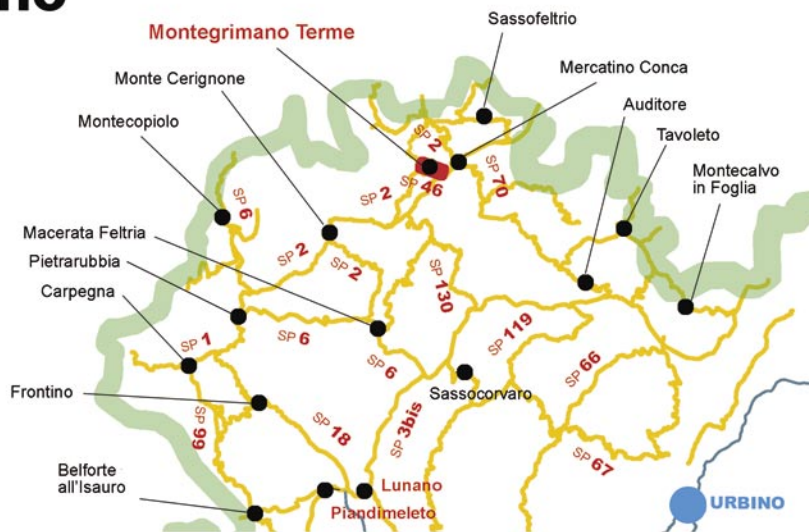 Sassofeltrio
Montegrimano Terme
Mercatino Conca
Monte Cerignone
Auditore
Montecopiolo
Tavoleto
Montecalvo
in Foglia
SP 2
SP 46
SP 70
SP 2
SP 6
Macerata Feltria
SP 2
SP 2
Pietrarubbia
SP 130
Carpegna
SP 1
SP 6
SP 119
SP 6
SP 66
Frontino
Sassocorvaro
SP 99
SP 18
SP 3bis
SP 67
Belforte
all'Isauro
Lunano
Piandimeleto
URBINO